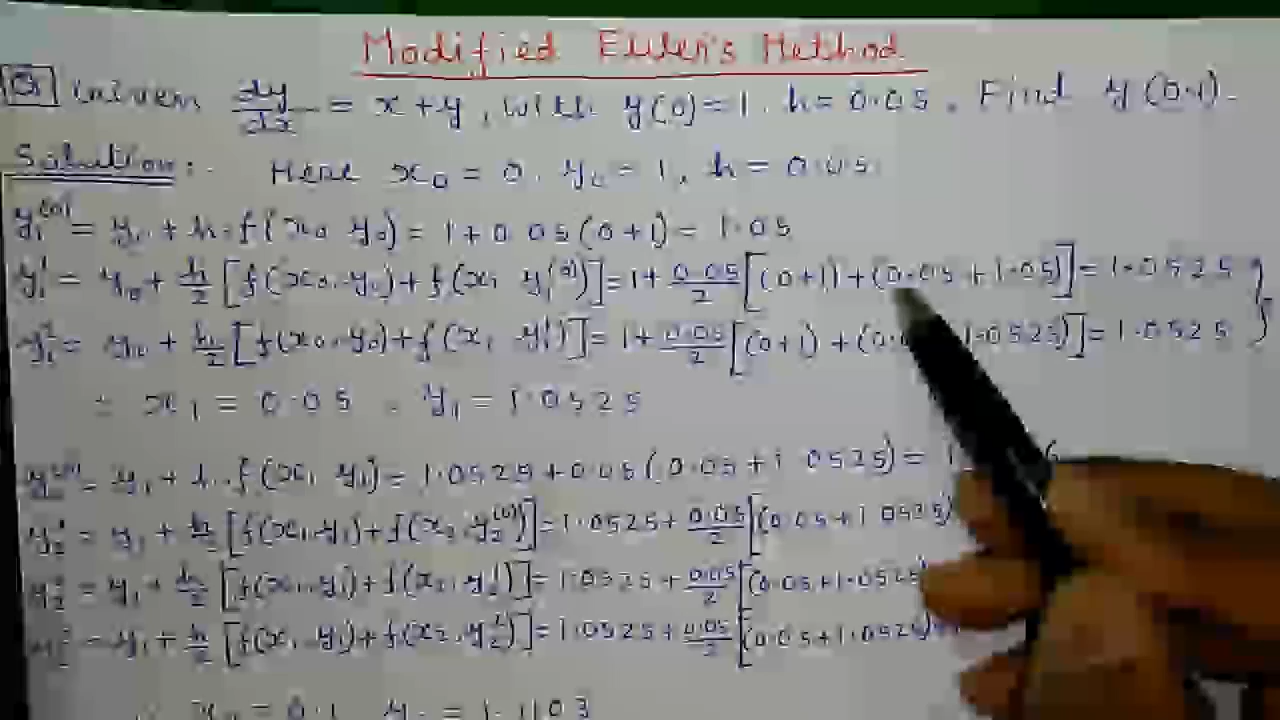 Modified Euler's Method
Q. Given dy/dx = x+y, with y(0)=1, h=0.05. Find y(0.1).
Solution:- Here x₀ = 0, y₀ = 1, h = 0.05.
y₁⁽⁰⁾ = y₀ + h·f(x₀, y₀) = 1+0.05(0+1) = 1.05
y₁¹ = y₀ + h/2 [f(x₀, y₀) + f(x₁, y₁⁽⁰⁾)] = 1 + 0.05/2 [(0+1) + (0.05 + 1.05)] = 1.0525
y₁² = y₀ + h/2 [f(x₀, y₀) + f(x₁, y₁¹)] = 1 + 0.05/2 [(0+1) + (0. 1.0525)] = 1.0525
∴ x₁ = 0.05, y₁ = 1.0525
y₂⁽⁰⁾ = y₁ + h·f(x₁, y₁) = 1.0525 + 0.05(0.05+1.0525) = 1. 6
y₂¹ = y₁ + h/2 [f(x₁, y₁) + f(x₂, y₂⁽⁰⁾)] = 1.0525 + 0.05/2 [(0.05+1.0525)
y₂² = y₁ + h/2 [f(x₁, y₁) + f(x₂, y₂¹)] = 1.0525 + 0.05/2 [(0.05+1.0525)
= y₁ + h/2 [f(x₁, y₁) + f(x₂, y₂²)] = 1.0525 + 0.05/2 [(0.05+1.0525)+
∴ x₂ = 0.1, y₂ = 1.1103